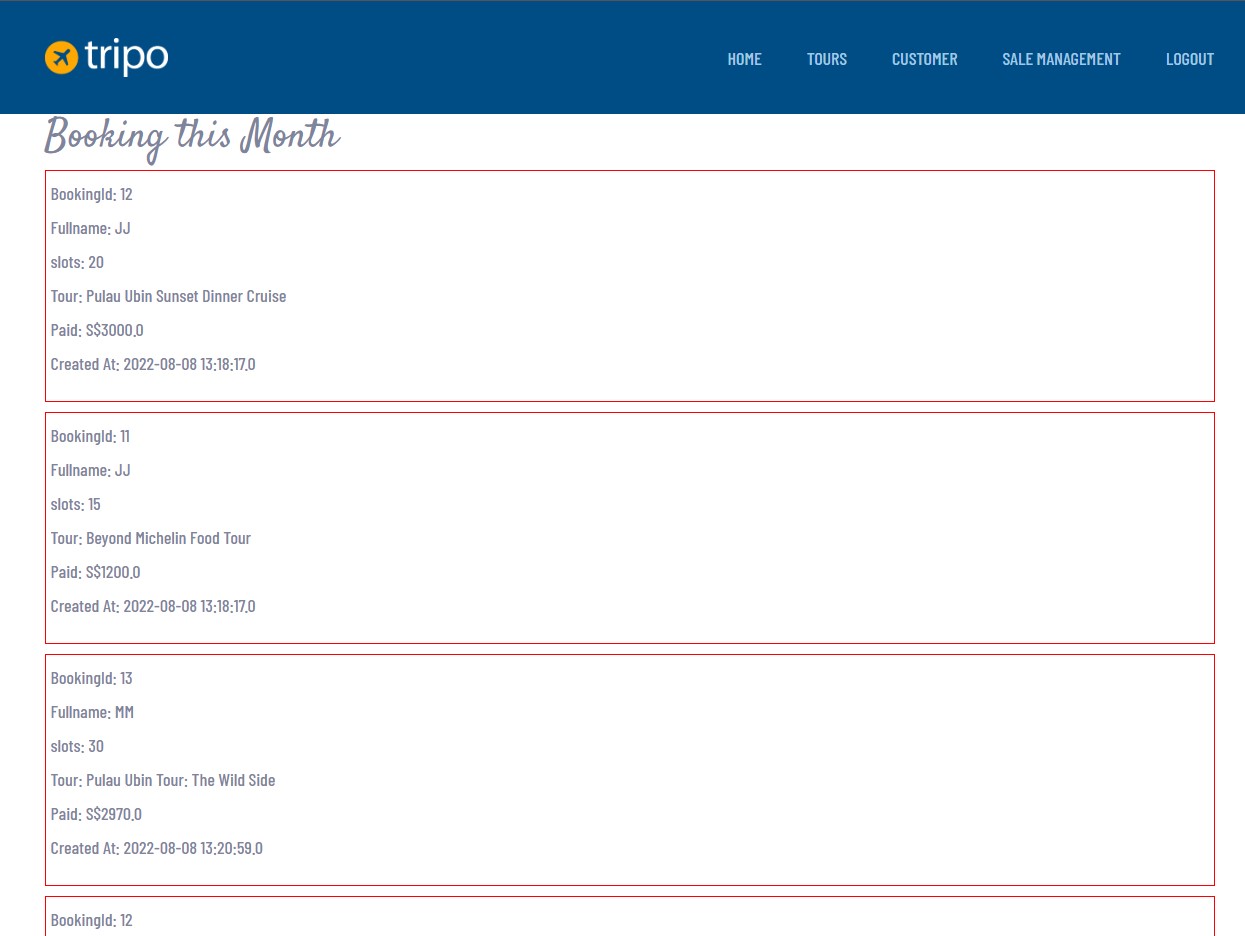 tripo
HOME TOURS CUSTOMER SALE MANAGEMENT LOGOUT
Booking this Month
BookingId: 12
Fullname: JJ
slots: 20
Tour: Pulau Ubin Sunset Dinner Cruise
Paid: S$3000.0
Created At: 2022-08-08 13:18:17.0
BookingId: 11
Fullname: JJ
slots: 15
Tour: Beyond Michelin Food Tour
Paid: S$1200.0
Created At: 2022-08-08 13:18:17.0
BookingId: 13
Fullname: MM
slots: 30
Tour: Pulau Ubin Tour: The Wild Side
Paid: S$2970.0
Created At: 2022-08-08 13:20:59.0
BookingId: 12